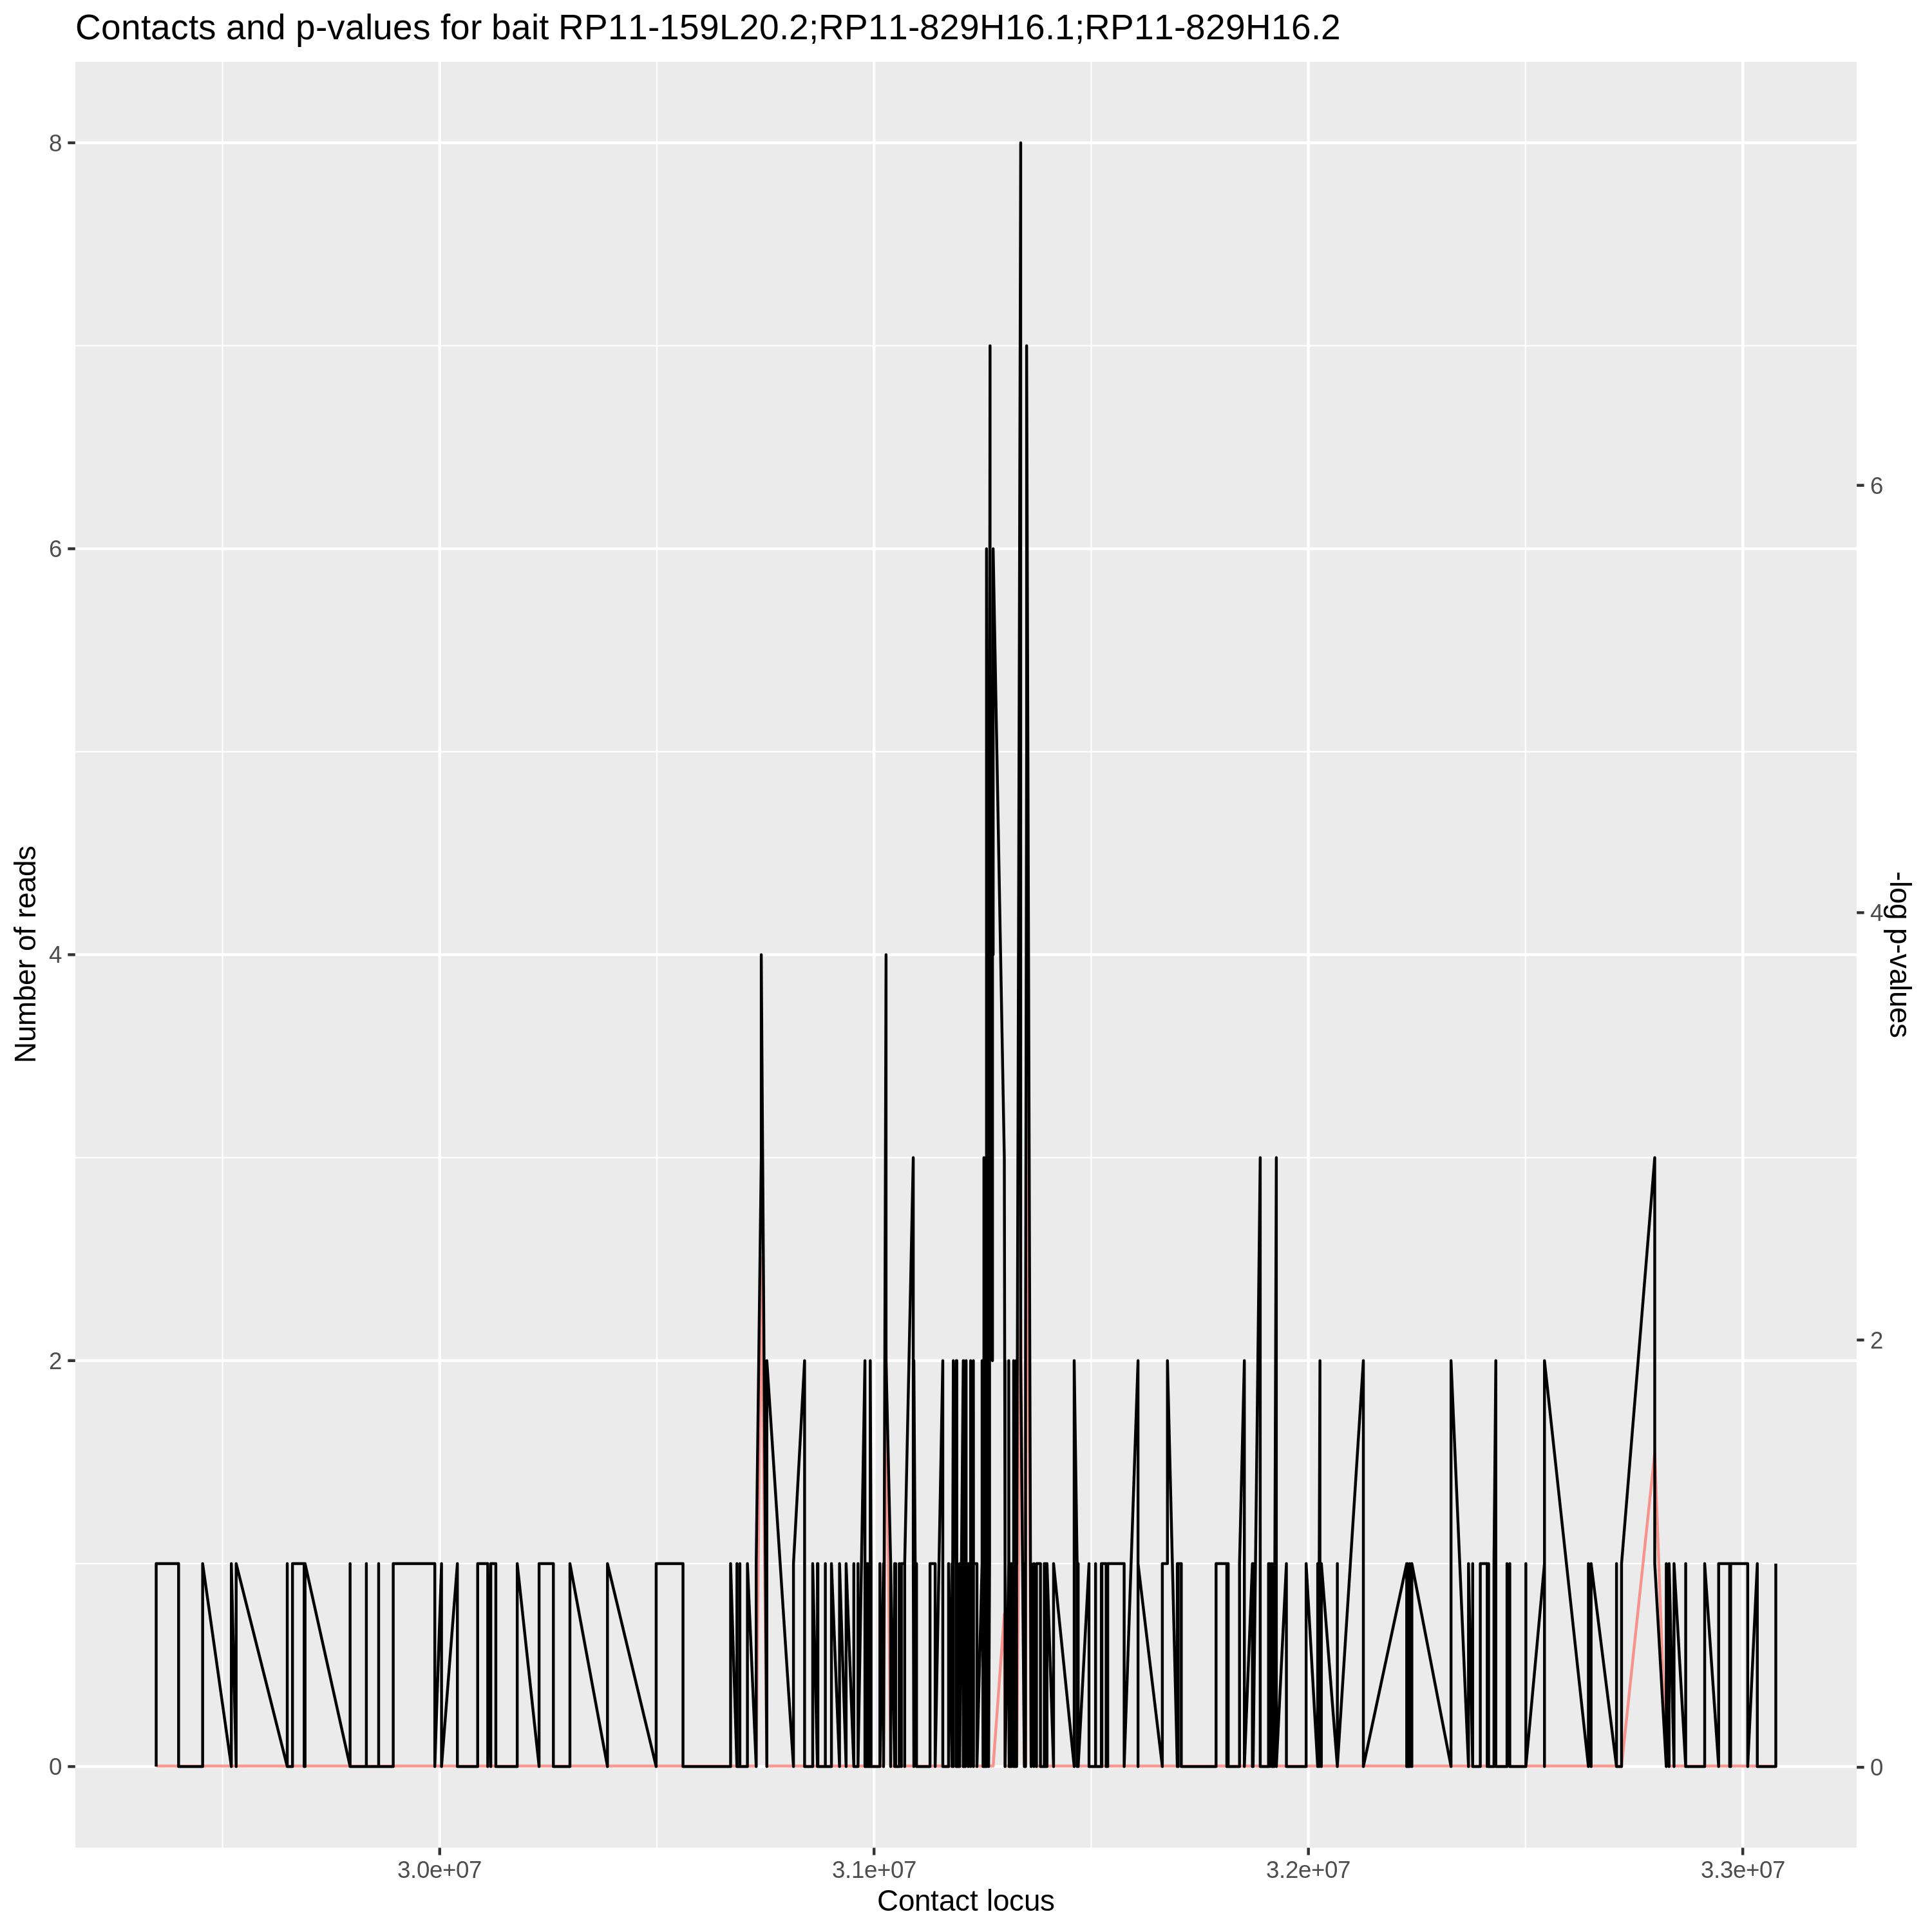 Contacts and p-values for bait RP11-159L20.2;RP11-829H16.1;RP11-829H16.2
8
6
4
2
0
Number of reads
6
4
2
0
-log p-values
3.0e+07 3.1e+07 3.2e+07 3.3e+07
Contact locus